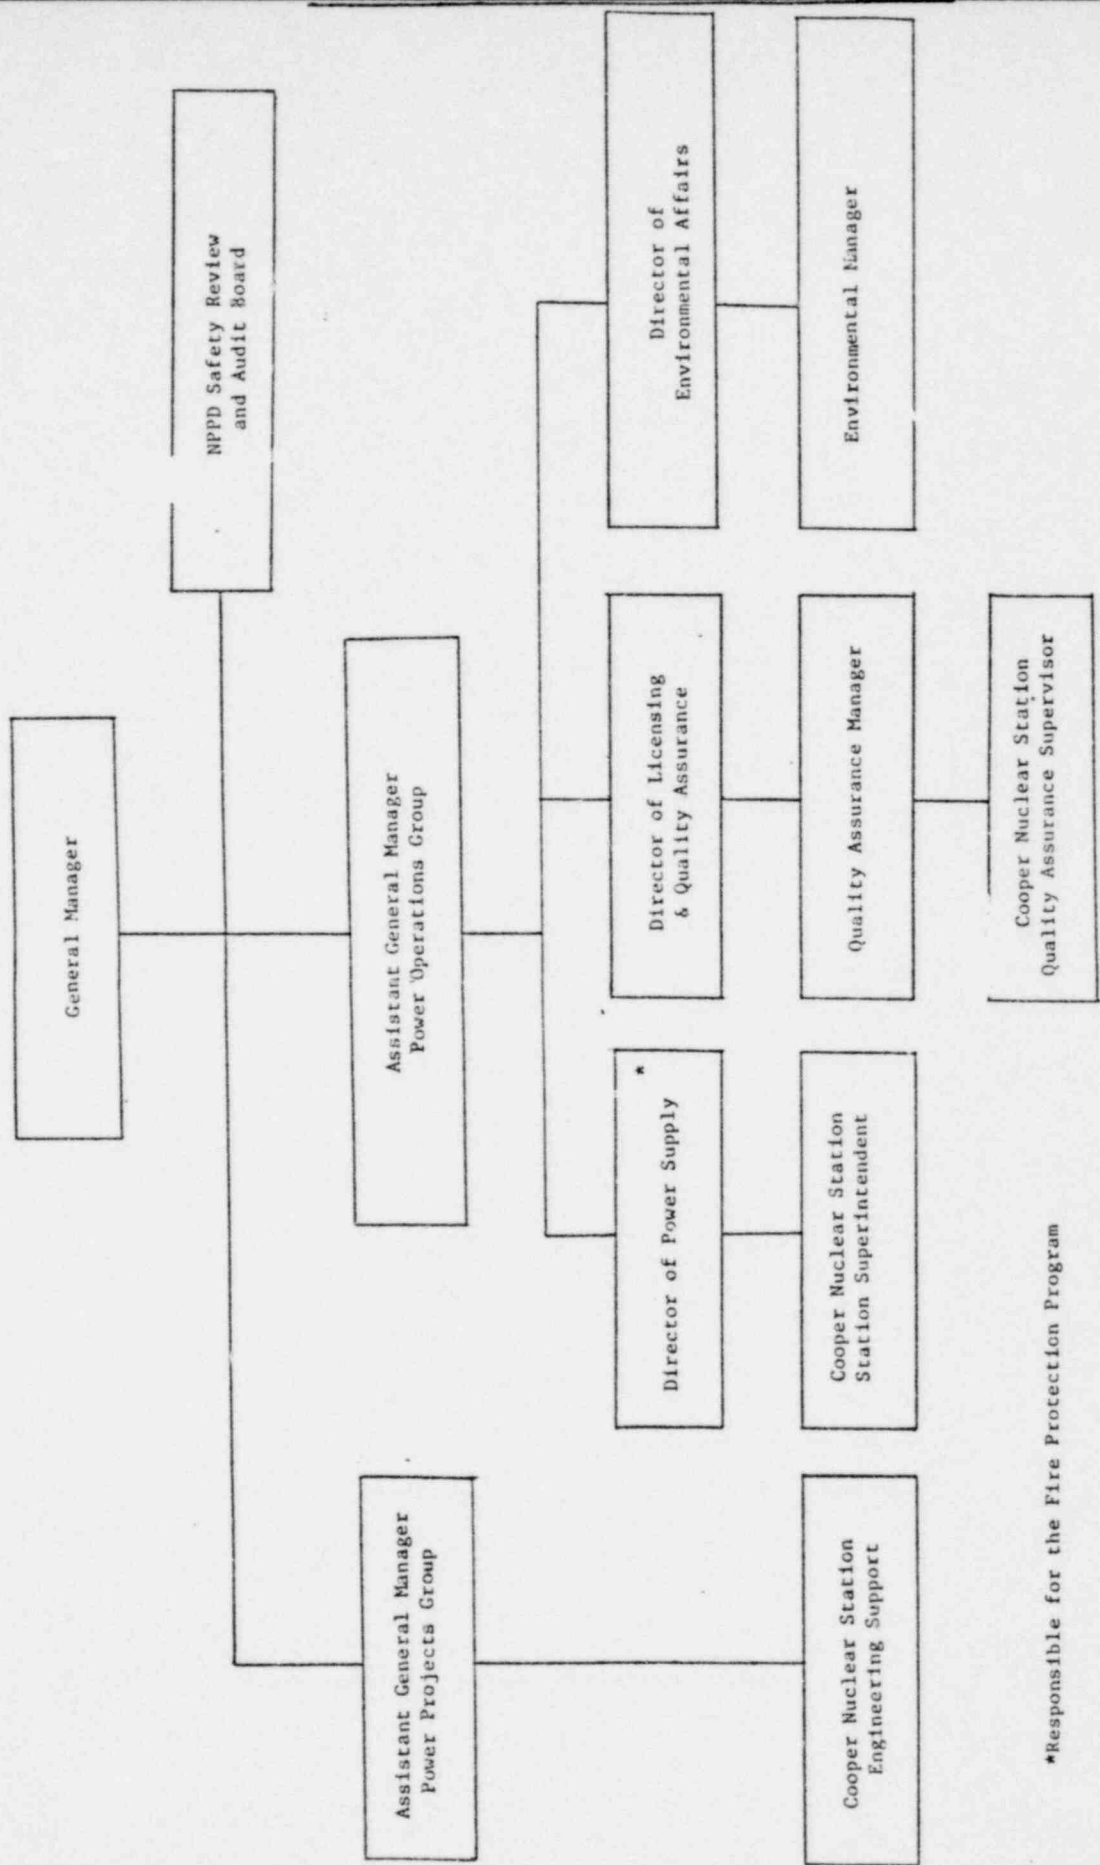 General Manager
NPPD Safety Review
and Audit Board
Assistant General Manager
Power Projects Group
Assistant General Manager
Power Operations Group
Director of Power Supply
*
Director of Licensing
& Quality Assurance
Director of
Environmental Affairs
Cooper Nuclear Station
Engineering Support
Cooper Nuclear Station
Station Superintendent
Quality Assurance Manager
Environmental Manager
Cooper Nuclear Station
Quality Assurance Supervisor
*Responsible for the Fire Protection Program